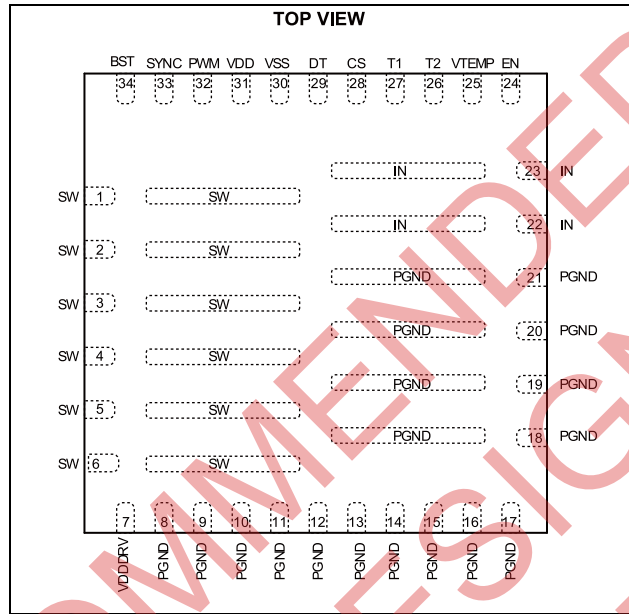 TOP VIEW
BST SYNC PWM VDD VSS DT CS T1 T2 VTEMP EN
34 33 32 31 30 29 28 27 26 25 24
IN 23 IN
SW 1 SW
IN 22 IN
SW 2 SW
PGND 21 PGND
SW 3 SW
PGND 20 PGND
SW 4 SW
PGND 19 PGND
SW 5 SW
PGND 18 PGND
SW 6 SW
7 8 9 10 11 12 13 14 15 16 17
VDDDRV PGND PGND PGND PGND PGND PGND PGND PGND PGND PGND
OMMENDED
ESIGN